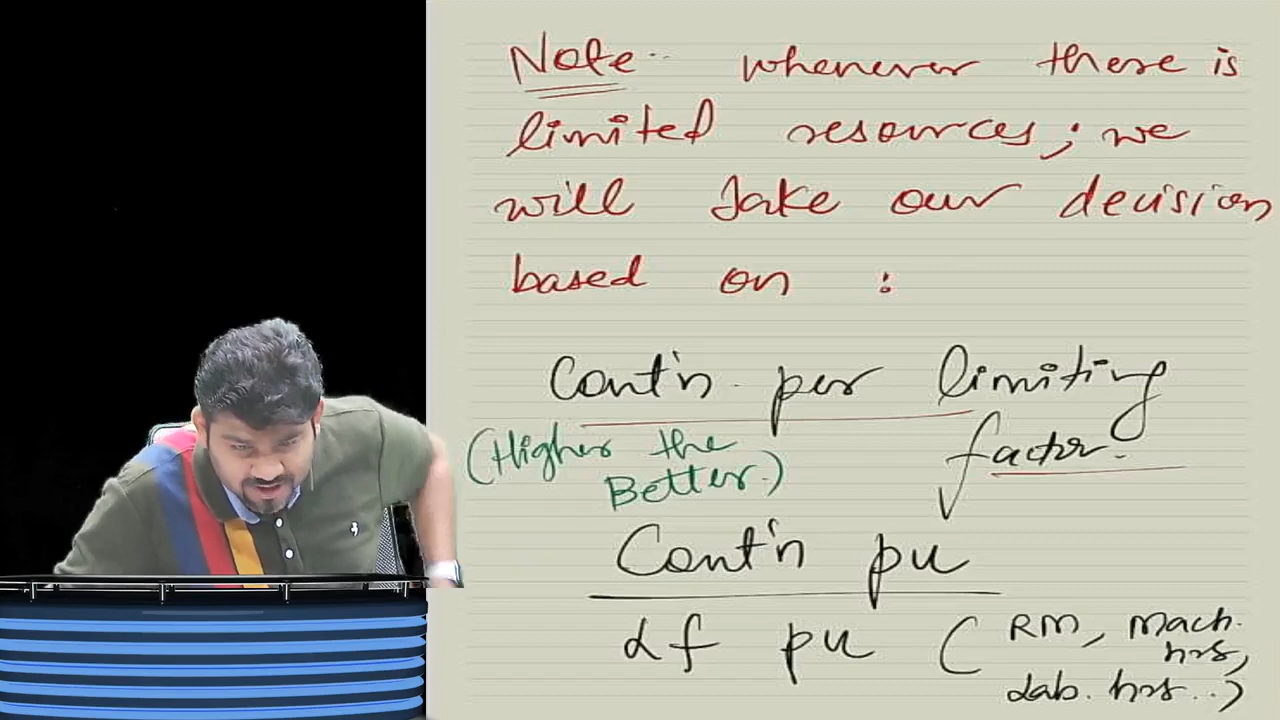 Note:- whenever there is
limited resources; we
will take our decision
based on :
Cont'n. per limiting
factor.
(Higher the
Better.)
Cont'n pu
Lf pu ( RM, Mach.
hrs,
Lab. hrs..)